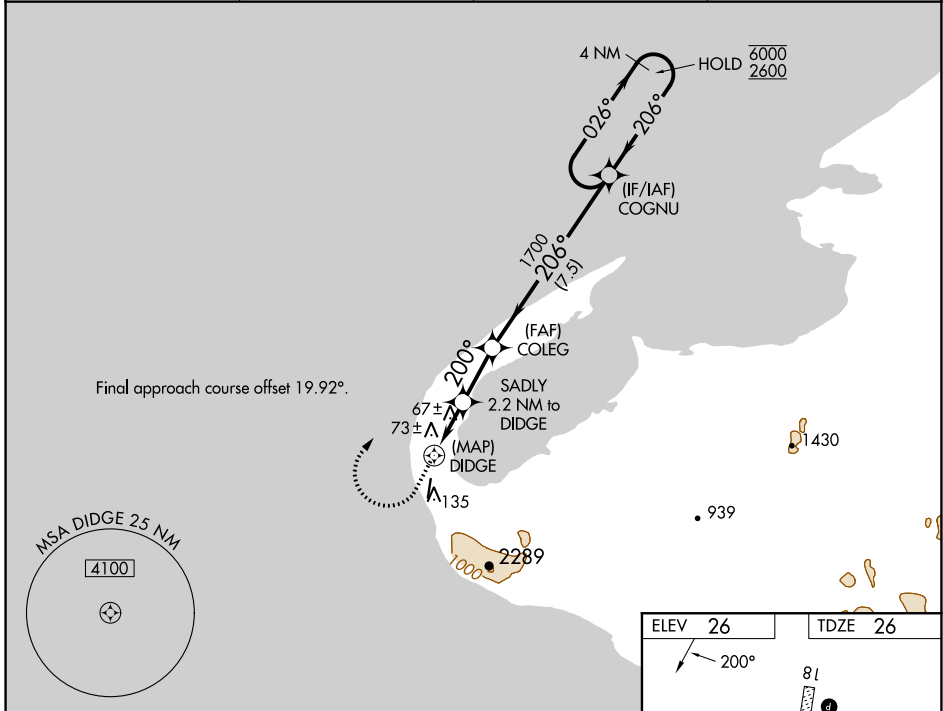 4 NM
HOLD 6000
2600
026°
206°
(IF/IAF)
COGNU
1700
206°
(7.5)
(FAF)
COLEG
200°
Final approach course offset 19.92°.
SADLY
2.2 NM to
DIDGE
67±
73±
(MAP)
DIDGE
135
1430
939
2289
1000
MSA DIDGE 25 NM
4100
ELEV 26
TDZE 26
200°
18
P